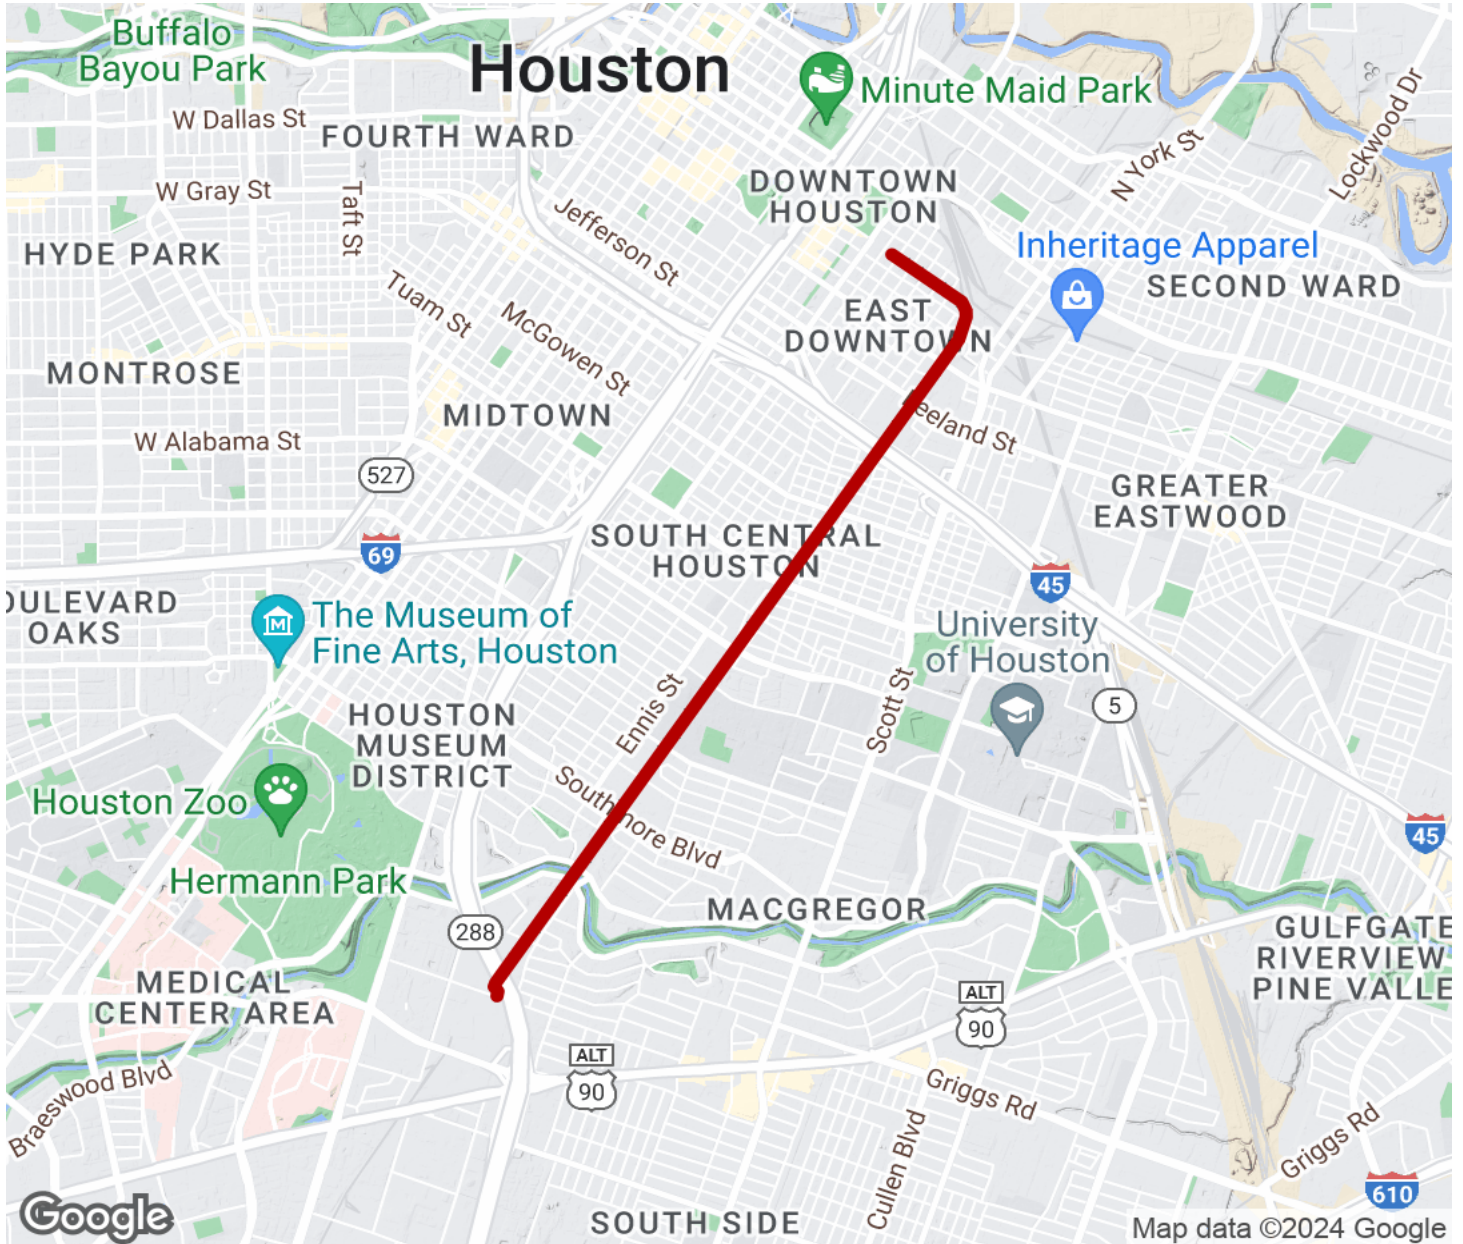 Buffalo
Bayou Park
Houston
Minute Maid Park
W Dallas St
FOURTH WARD
Lockwood Dr
N York St
DOWNTOWN
HOUSTON
W Gray St
Taft St
Jefferson St
HYDE PARK
Inheritage Apparel
SECOND WARD
Tuam St
McGowen St
EAST
DOWNTOWN
MONTROSE
MIDTOWN
Leeland St
W Alabama St
527
GREATER
EASTWOOD
SOUTH CENTRAL
HOUSTON
69
45
OULEVARD
OAKS
The Museum of
Fine Arts, Houston
University
of Houston
Ennis St
Scott St
5
HOUSTON
MUSEUM
DISTRICT
Houston Zoo
Southmore Blvd
45
Hermann Park
MACGREGOR
288
GULFGATE
RIVERVIEW
PINE VALLE
MEDICAL
CENTER AREA
ALT
90
ALT
90
Braeswood Blvd
Griggs Rd
Cullen Blvd
Griggs Rd
610
Google
SOUTH SIDE
Map data ©2024 Google